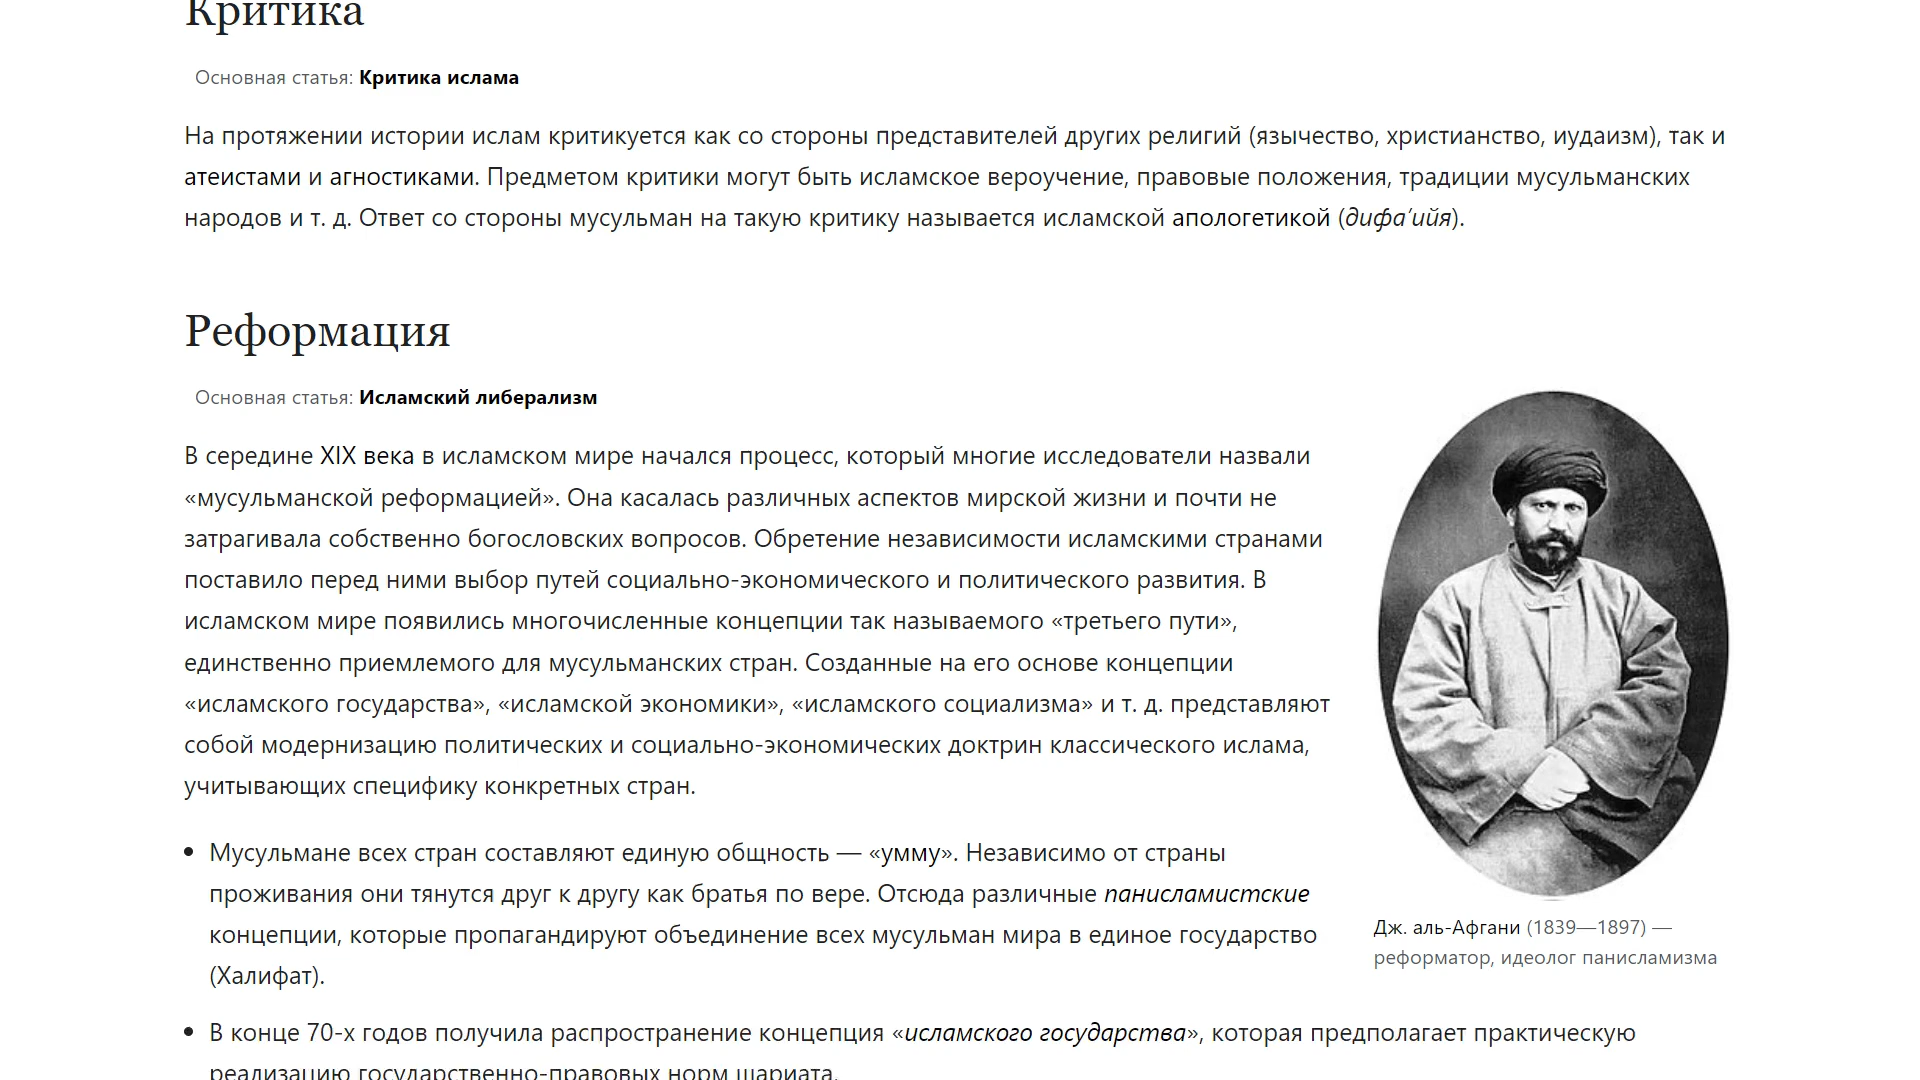 Критика
Основная статья: Критика ислама
На протяжении истории ислам критикуется как со стороны представителей других религий (язычество, христианство, иудаизм), так и
атеистами и агностиками. Предметом критики могут быть исламское вероучение, правовые положения, традиции мусульманских
народов и т. д. Ответ со стороны мусульман на такую критику называется исламской апологетикой (дифа’ийя).
Реформация
Основная статья: Исламский либерализм
В середине XIX века в исламском мире начался процесс, который многие исследователи назвали
«мусульманской реформацией». Она касалась различных аспектов мирской жизни и почти не
затрагивала собственно богословских вопросов. Обретение независимости исламскими странами
поставило перед ними выбор путей социально-экономического и политического развития. В
исламском мире появились многочисленные концепции так называемого «третьего пути»,
единственно приемлемого для мусульманских стран. Созданные на его основе концепции
«исламского государства», «исламской экономики», «исламского социализма» и т. д. представляют
собой модернизацию политических и социально-экономических доктрин классического ислама,
учитывающих специфику конкретных стран.
Мусульмане всех стран составляют единую общность — «умму». Независимо от страны
проживания они тянутся друг к другу как братья по вере. Отсюда различные панисламистские
концепции, которые пропагандируют объединение всех мусульман мира в единое государство
(Халифат).
Дж. аль-Афгани (1839—1897) —
реформатор, идеолог панисламизма
В конце 70-х годов получила распространение концепция «исламского государства», которая предполагает практическую
реализацию государственно-правовых норм шариата.